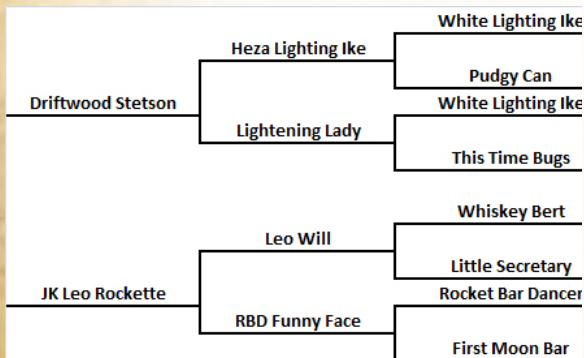 White Lighting Ike
Heza Lighting Ike
Pudgy Can
Driftwood Stetson
White Lighting Ike
Lightening Lady
This Time Bugs
Whiskey Bert
Leo Will
Little Secretary
JK Leo Rockette
Rocket Bar Dancer
RBD Funny Face
First Moon Bar